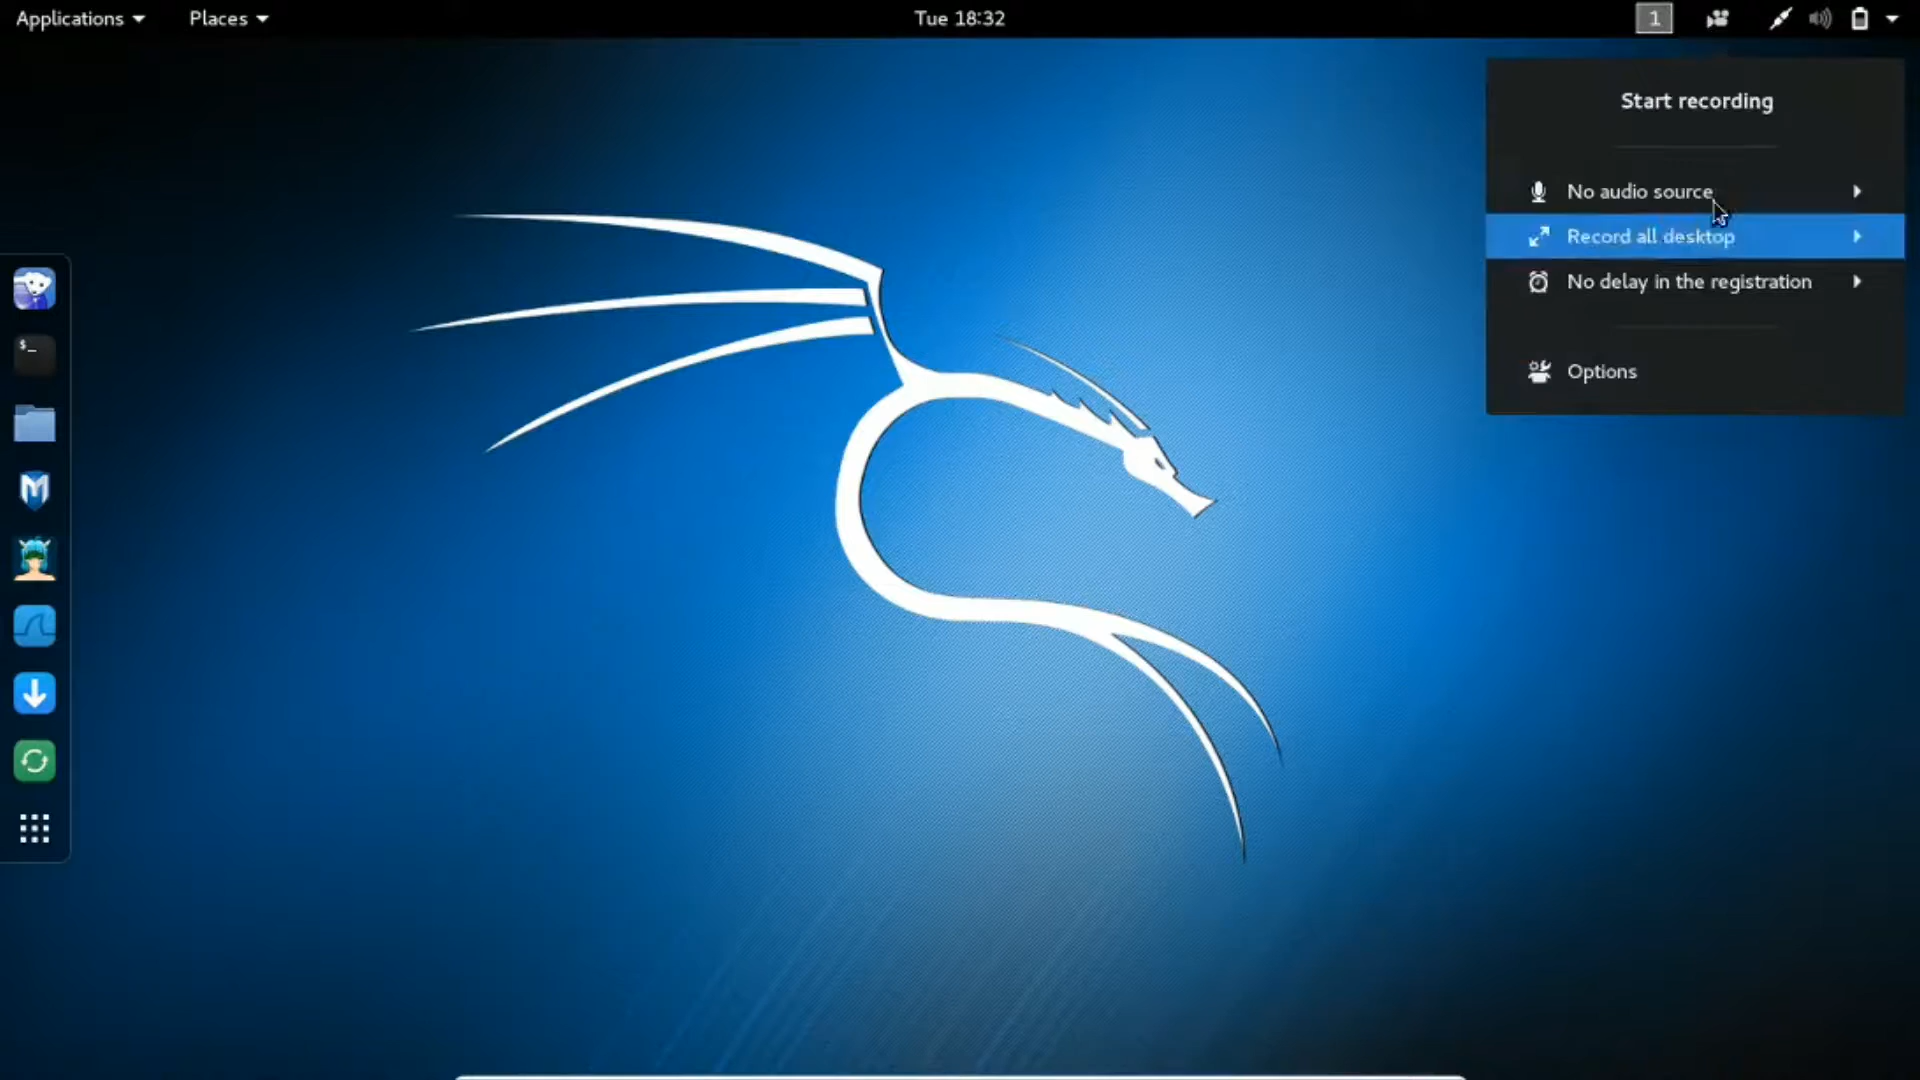 Applications
Places
Tue 18:32
1
Start recording
No audio source
Record all desktop
No delay in the registration
Options
$_
M